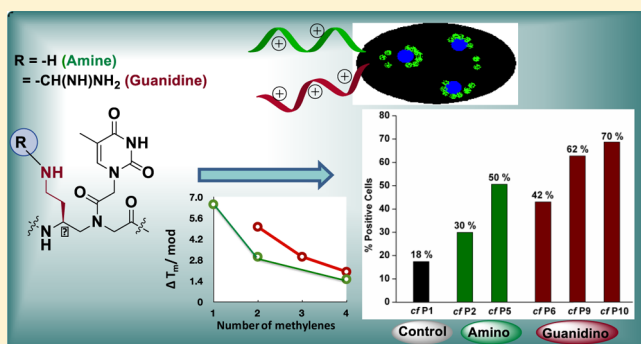 R = -H (Amine)
= -CH(NH)NH₂ (Guanidine)
R
NH
O
NH
N
O
O
N
H
N
O
?
Δ Tm/ mod
7.0
5.6
4.2
2.8
1.4
1
2
3
4
Number of methylenes
% Positive Cells
80
70
60
50
40
30
20
10
0
18 %
30 %
50 %
42 %
62 %
70 %
cf P1
cf P2
cf P5
cf P6
cf P9
cf P10
Control
Amino
Guanidino
+
+
+
+
+
+